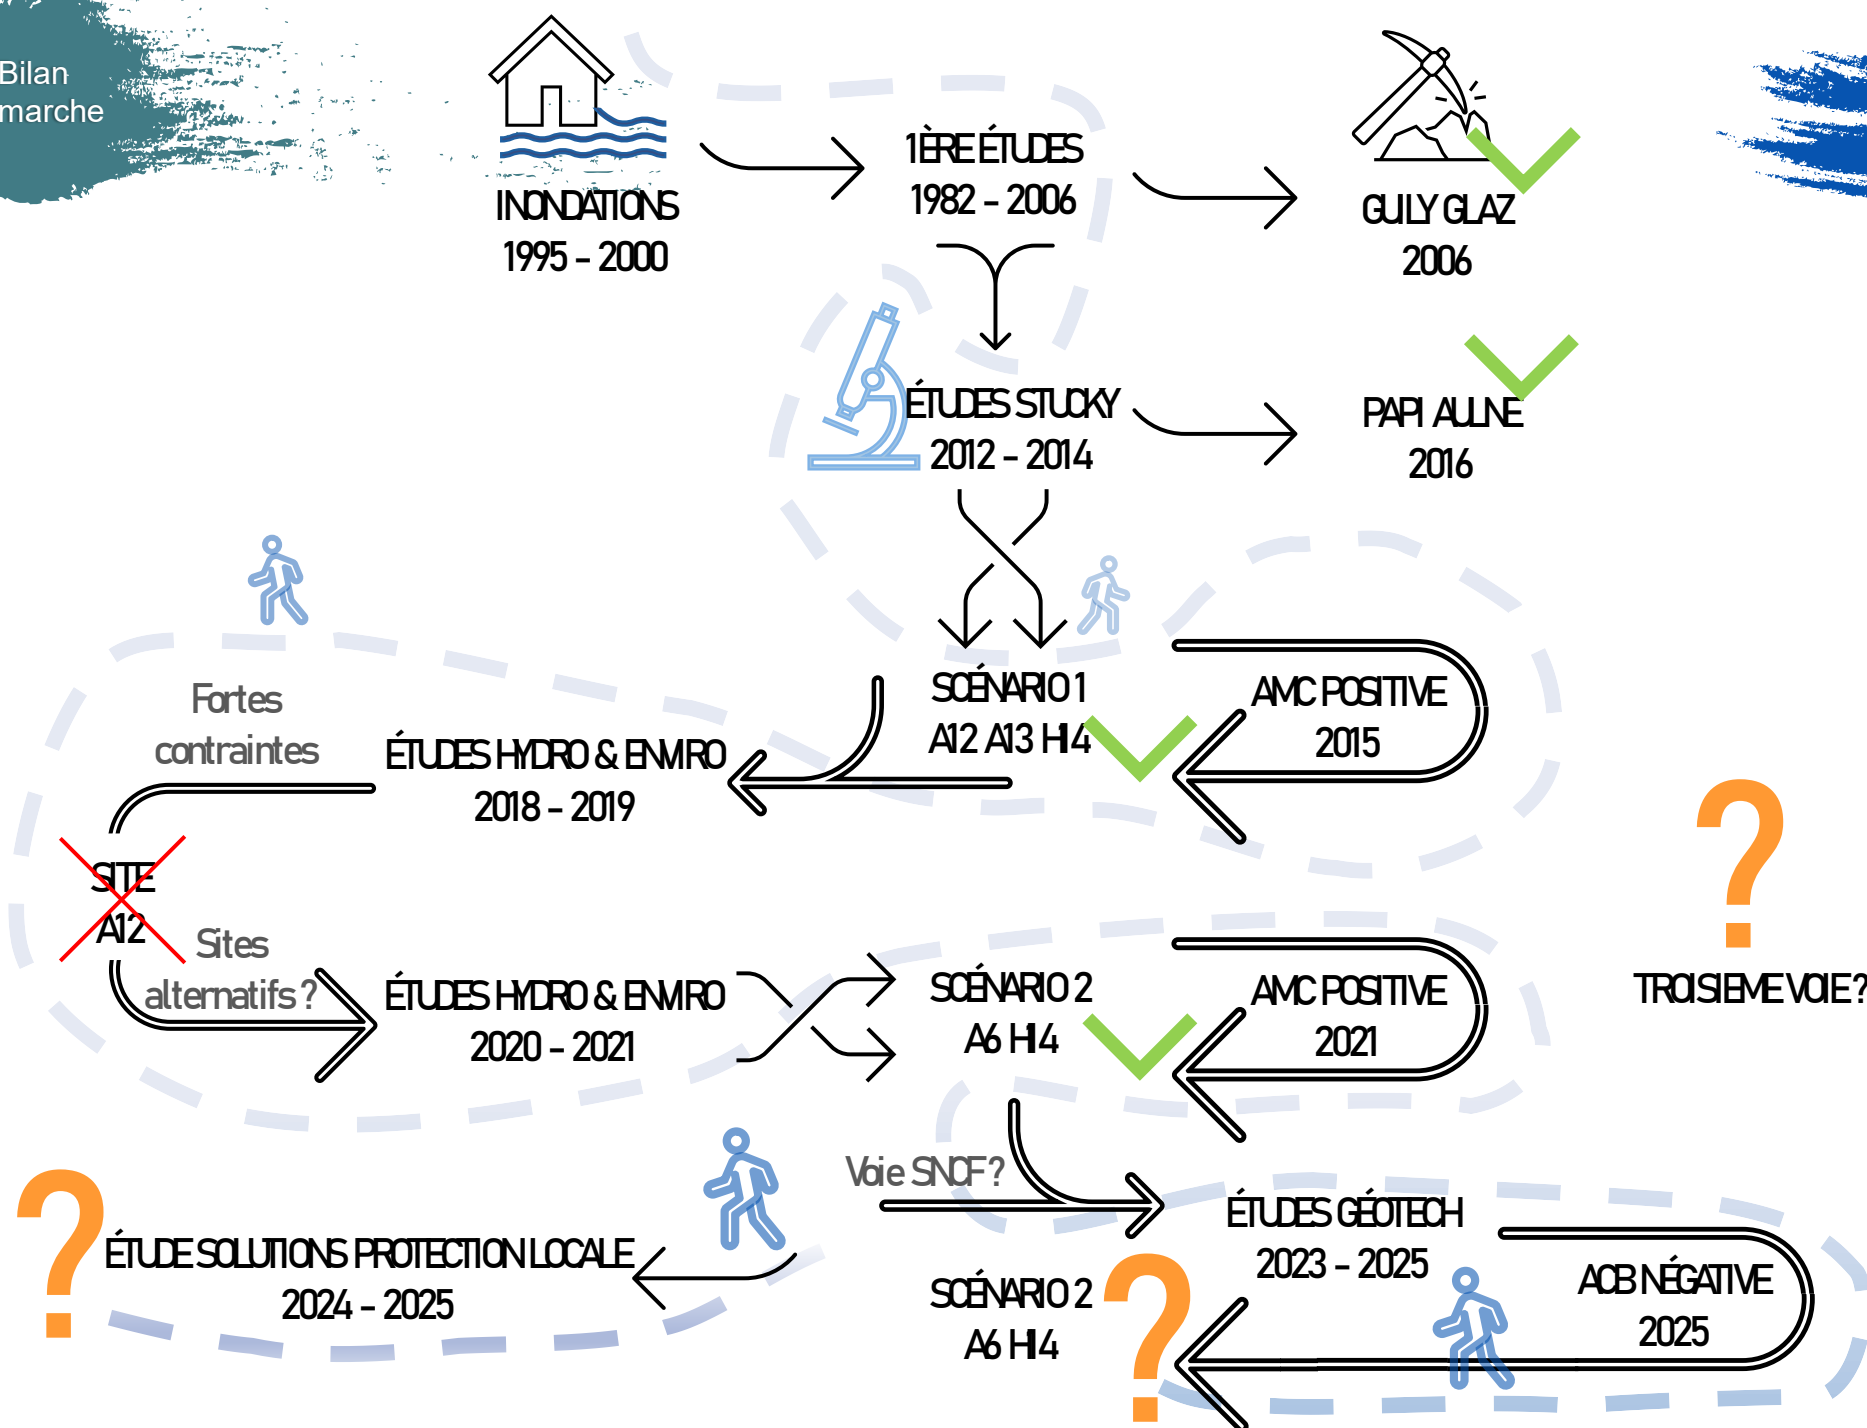 Bilan
marche
INONDATIONS
1995 - 2000
1ÈRE ÉTUDES
1982 - 2006
GUILY GLAZ
2006
ÉTUDES STUCKY
2012 - 2014
PAPI AULNE
2016
SCÉNARIO 1
A12 A13 H14
AMC POSITIVE
2015
Fortes
contraintes
ÉTUDES HYDRO & ENVIRO
2018 - 2019
SITE
A12
Sites
alternatifs ?
ÉTUDES HYDRO & ENVIRO
2020 - 2021
SCÉNARIO 2
A6 H14
AMC POSITIVE
2021
?
TROISIEME VOIE ?
Voie SNCF ?
ÉTUDES GÉOTECH
2023 - 2025
ACB NÉGATIVE
2025
SCÉNARIO 2
A6 H14
?
?
ÉTUDE SOLUTIONS PROTECTION LOCALE
2024 - 2025